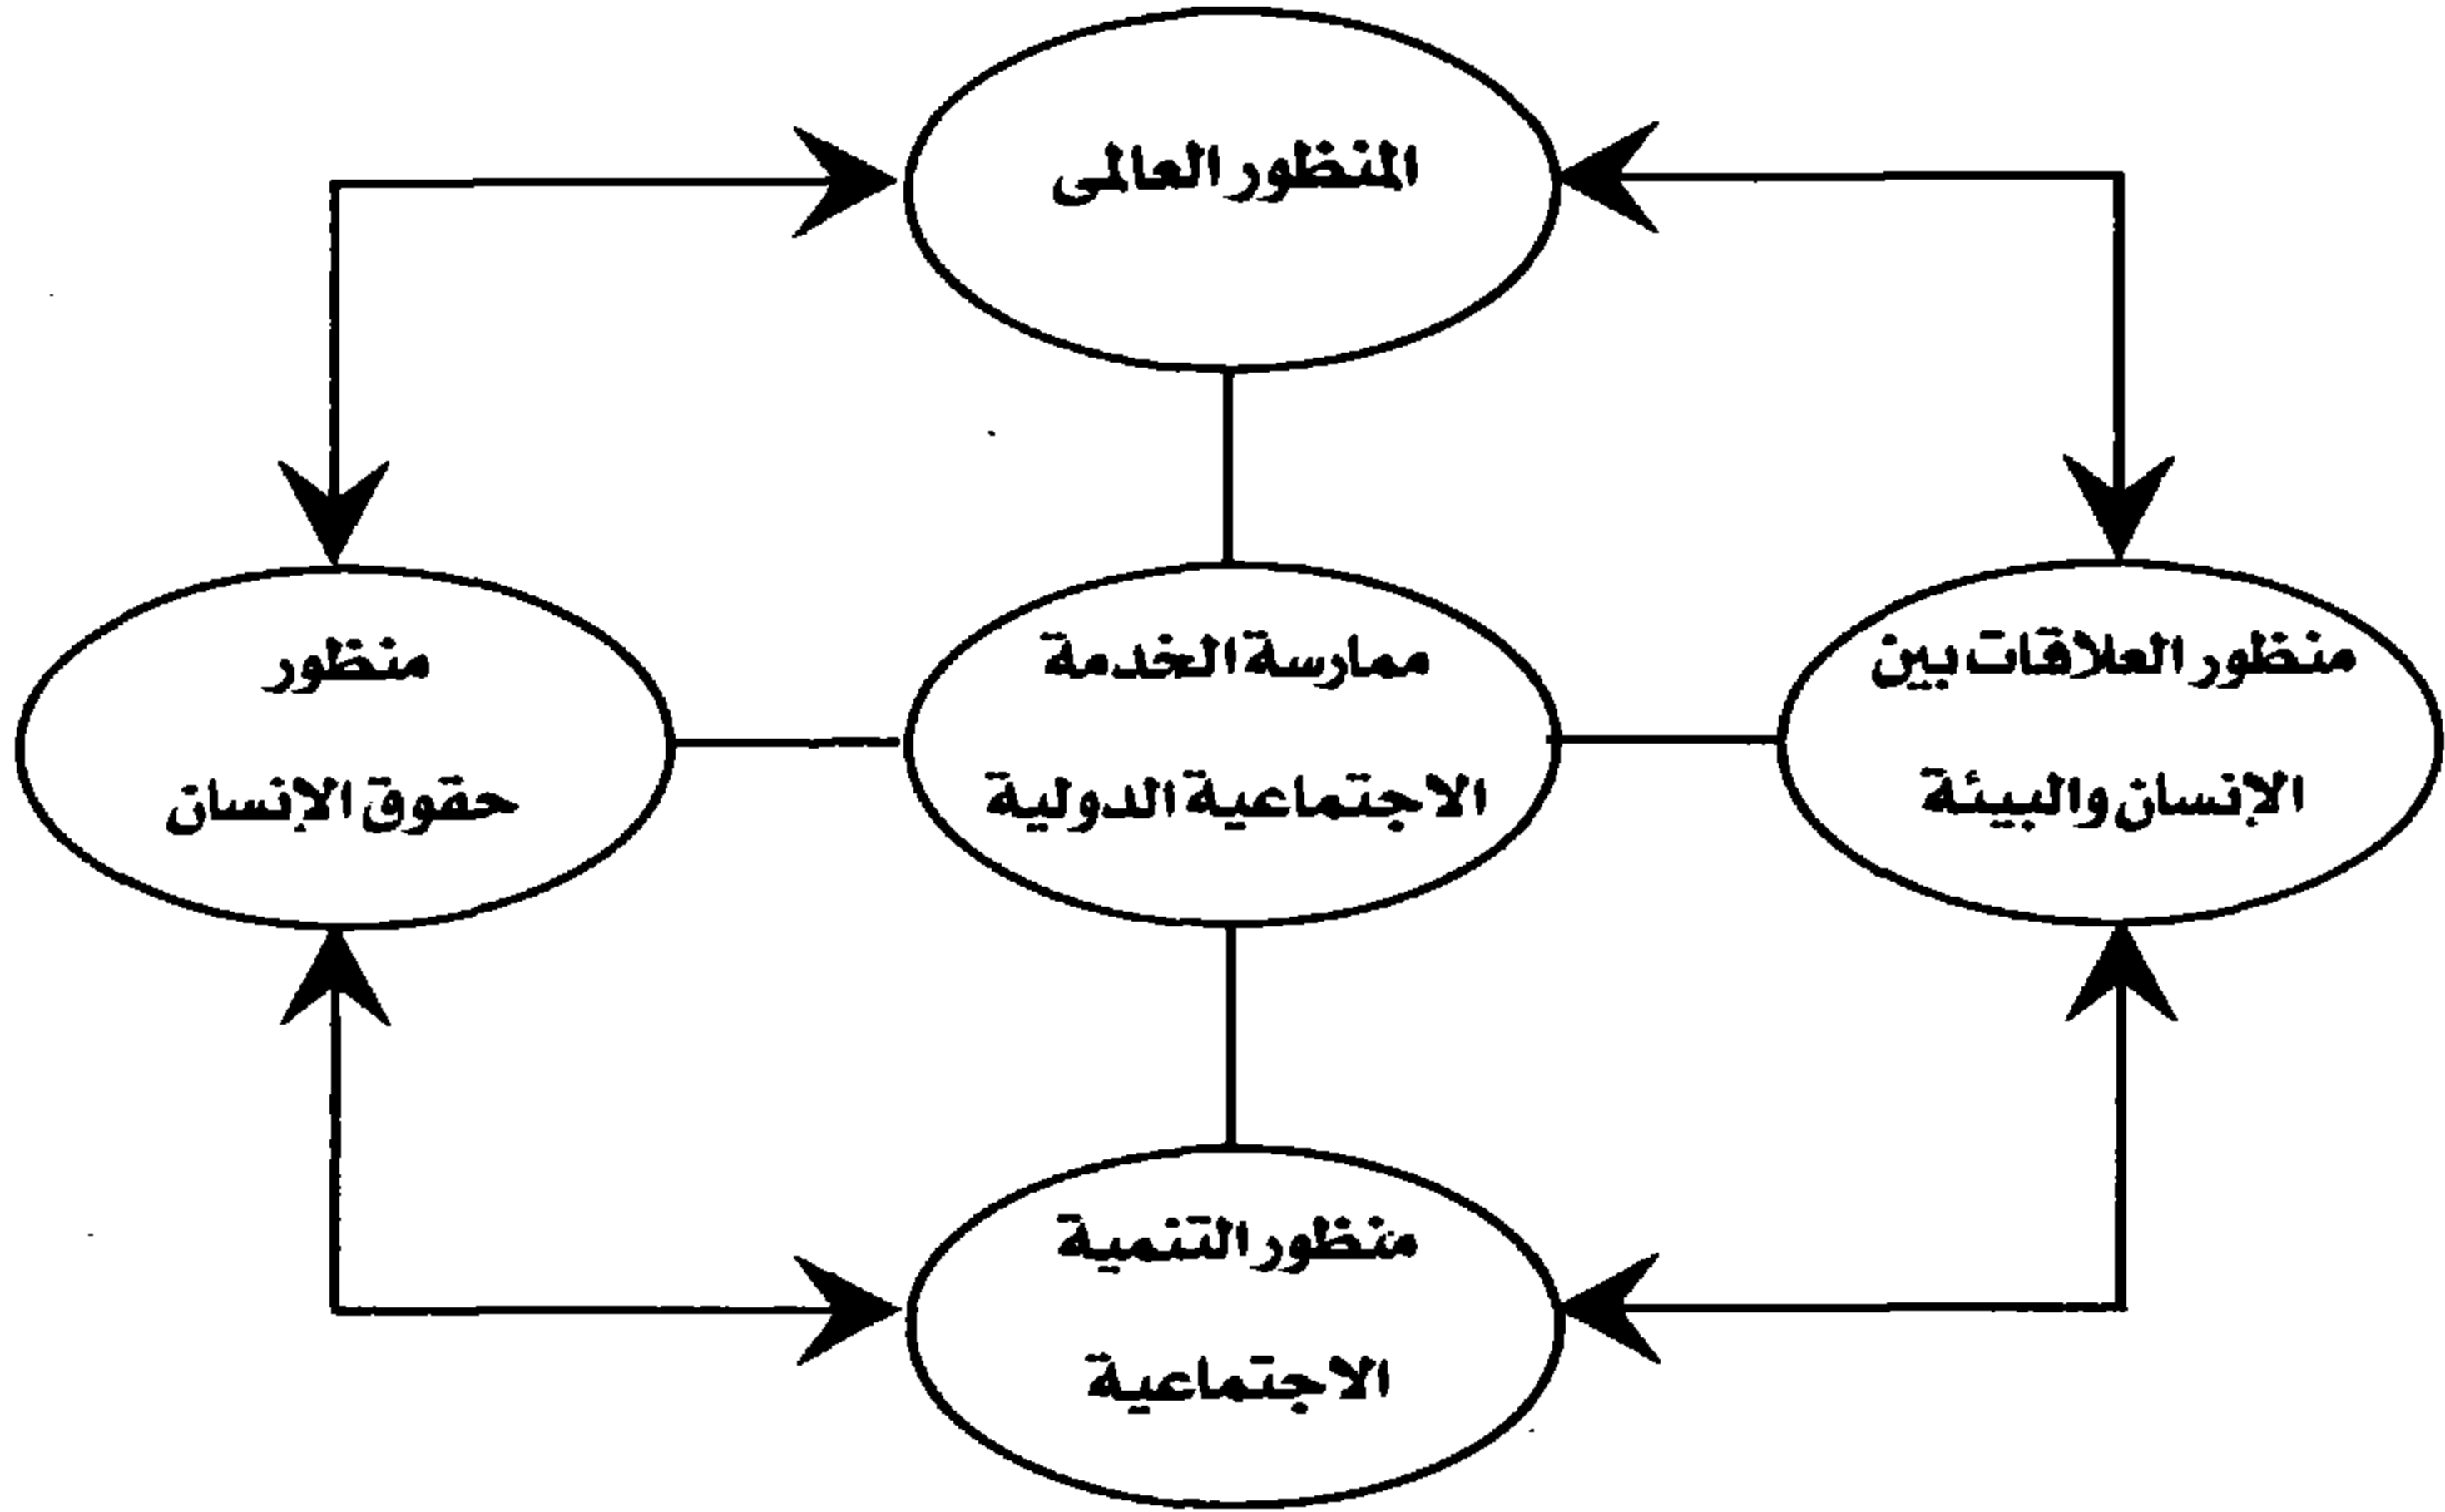 المنظور العالمى
منظور العلاقات بين
الإنسان والبيئة
ممارسة الخدمة
الاجتماعية الدولية
منظور
حقوق الإنسان
منظور التنمية
الاجتماعية